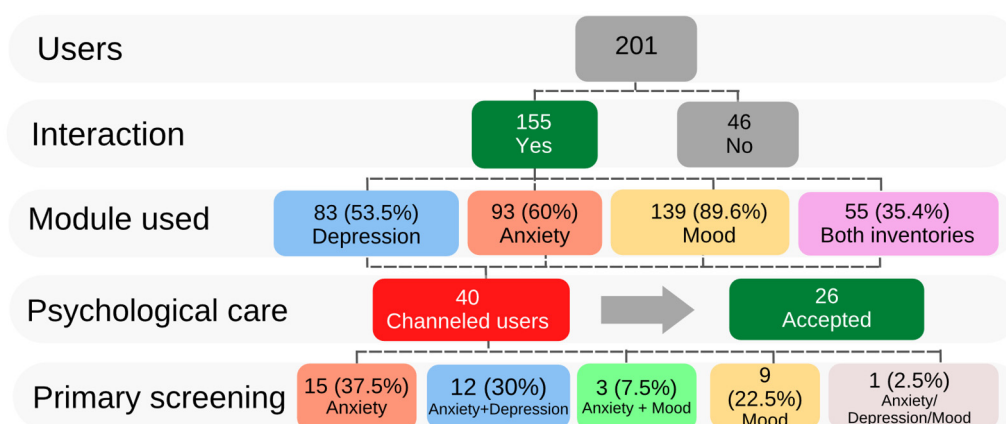 Users
201
Interaction
155
Yes
46
No
Module used
83 (53.5%)
Depression
93 (60%)
Anxiety
139 (89.6%)
Mood
55 (35.4%)
Both inventories
Psychological care
40
Channeled users
26
Accepted
Primary screening
15 (37.5%)
Anxiety
12 (30%)
Anxiety+Depression
3 (7.5%)
Anxiety + Mood
9
(22.5%)
Mood
1 (2.5%)
Anxiety/
Depression/Mood